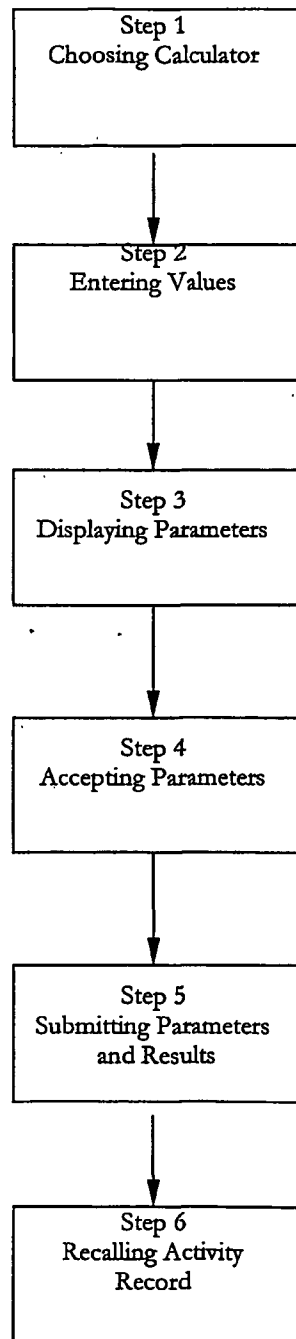 Step 1
Choosing Calculator
Step 2
Entering Values
Step 3
Displaying Parameters
Step 4
Accepting Parameters
Step 5
Submitting Parameters
and Results
Step 6
Recalling Activity
Record